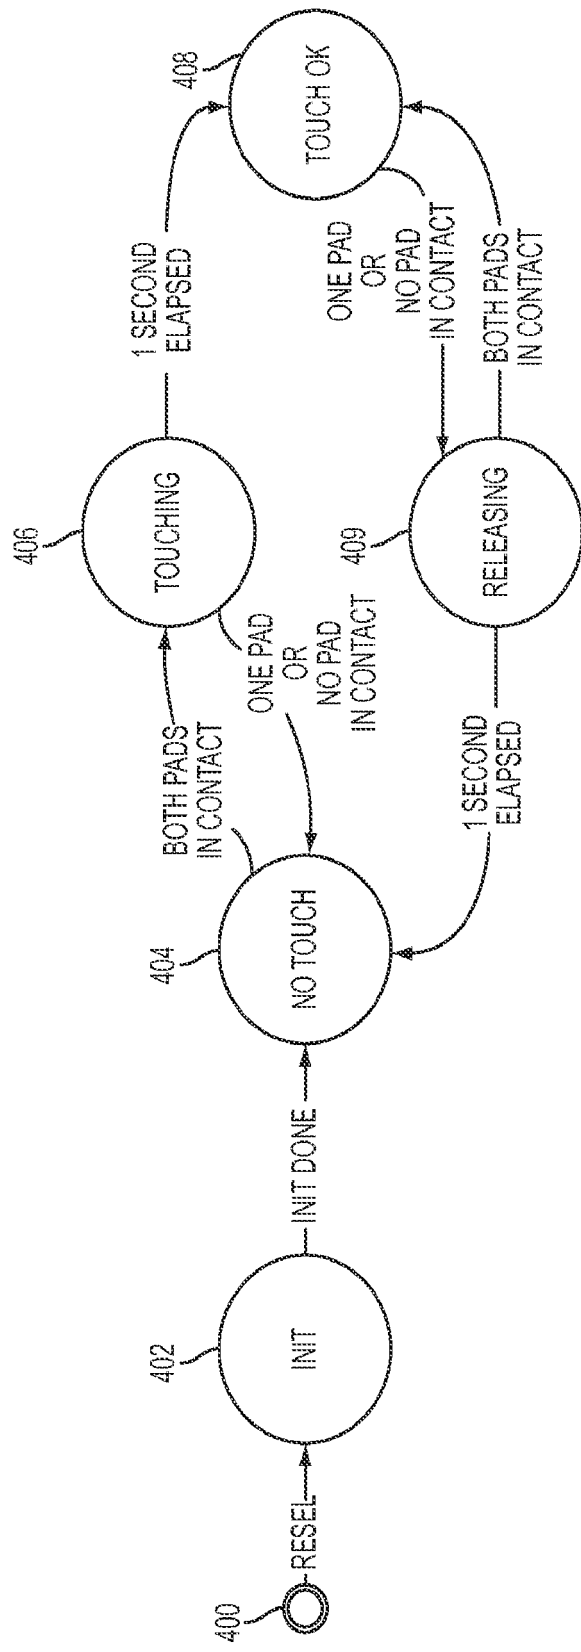 400
RESEL
402
INIT
INIT DONE
404
NO TOUCH
BOTH PADS
IN CONTACT
ONE PAD
OR
NO PAD
IN CONTACT
1 SECOND
ELAPSED
406
TOUCHING
409
RELEASING
1 SECOND
ELAPSED
ONE PAD
OR
NO PAD
IN CONTACT
BOTH PADS
IN CONTACT
408
TOUCH OK